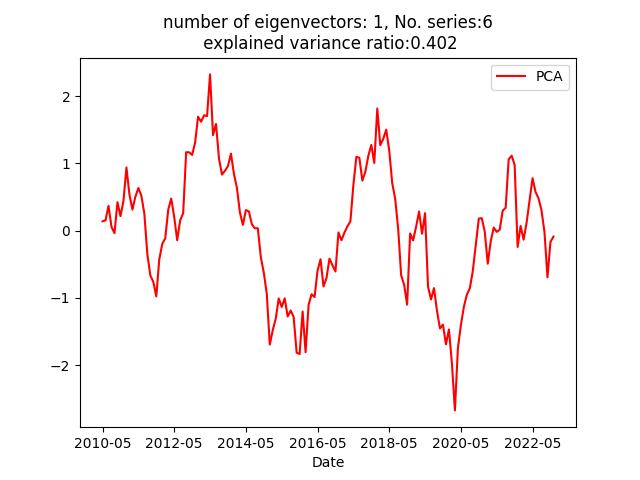 number of eigenvectors: 1, No. series:6
explained variance ratio:0.402
PCA
2
1
0
−1
−2
2010-05 2012-05 2014-05 2016-05 2018-05 2020-05 2022-05
Date